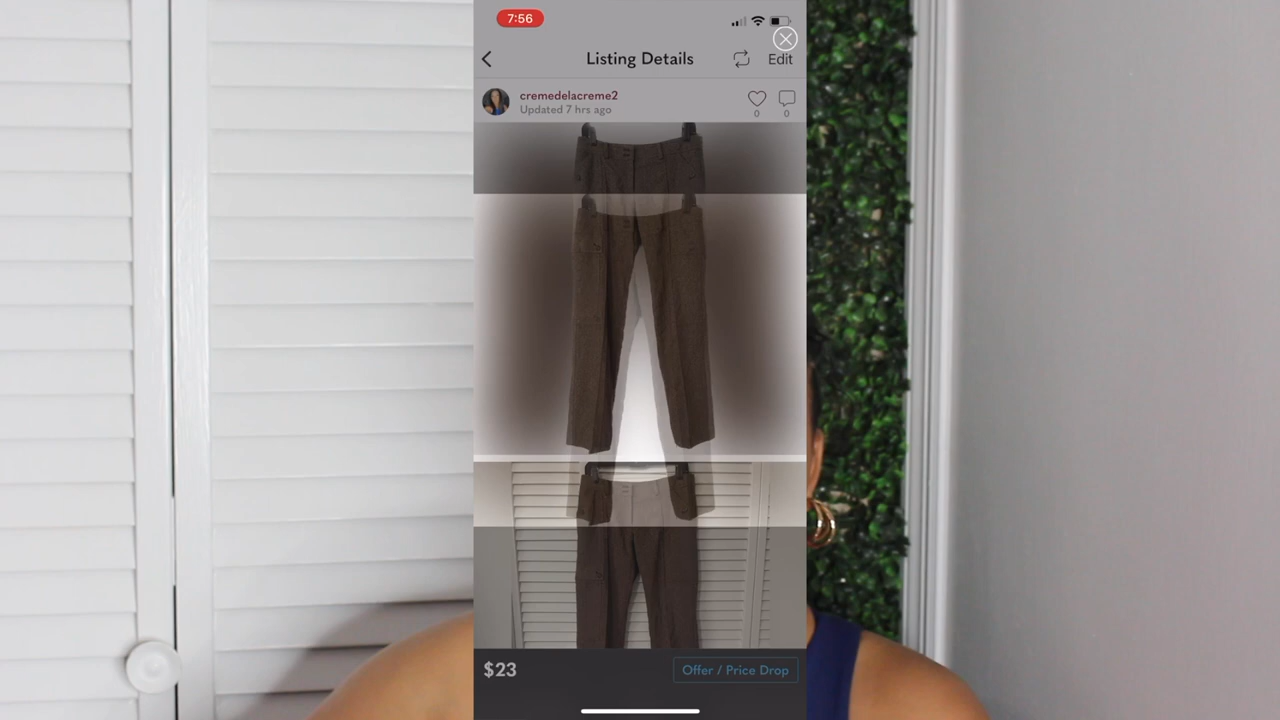 7:56
Listing Details
Edit
cremedelacreme2
Updated 7 hrs ago
0
0
$23
Offer / Price Drop